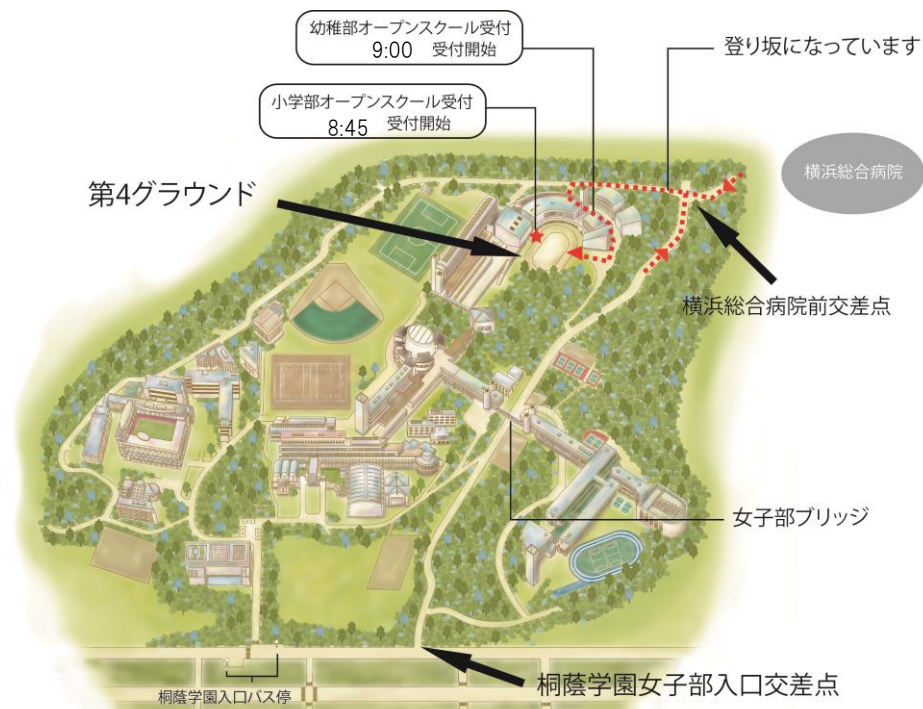 幼稚部オープンスクール受付
9:00 受付開始
登り坂になっています
小学部オープンスクール受付
8:45 受付開始
横浜総合病院
第4グラウンド
横浜総合病院前交差点
女子部ブリッジ
桐蔭学園女子部入口交差点
桐蔭学園入口バス停